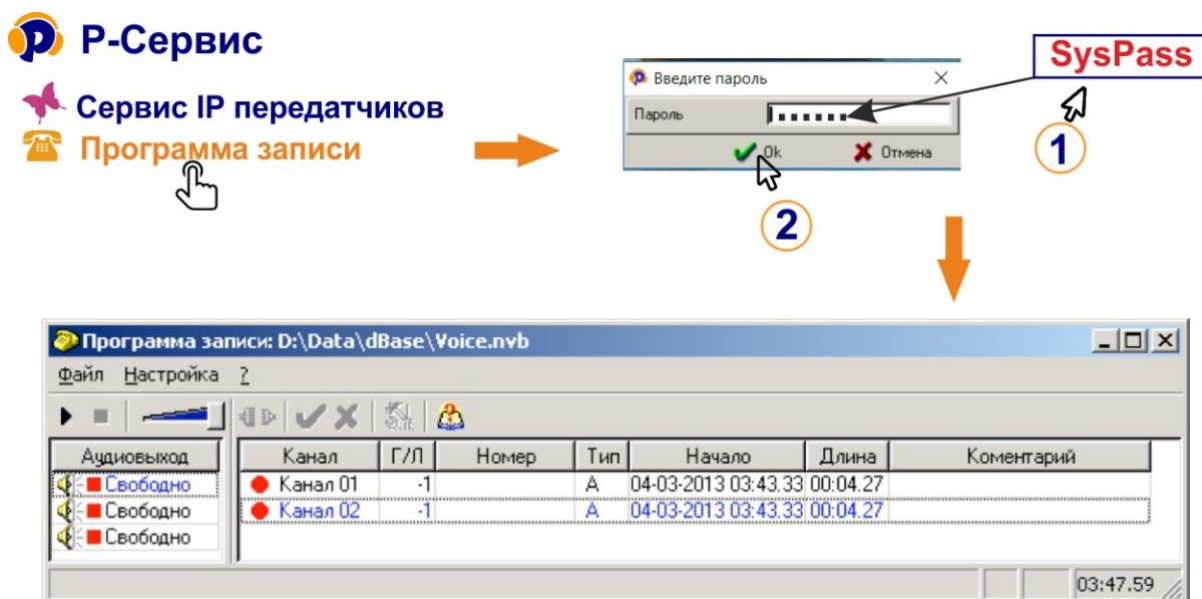 Р-Сервис
Сервис IP передатчиков
Программа записи
Введите пароль
SysPass
Пароль
Ok
Отмена
1
2
Программа записи: D:\Data\dBase\Voice.nvb
Файл Настройка ?
Аудиовыход Канал Г/Л Номер Тип Начало Длина Коментарий
Свободно Канал 01 -1 А 04-03-2013 03:43.33 00:04.27
Свободно Канал 02 -1 А 04-03-2013 03:43.33 00:04.27
Свободно
03:47.59